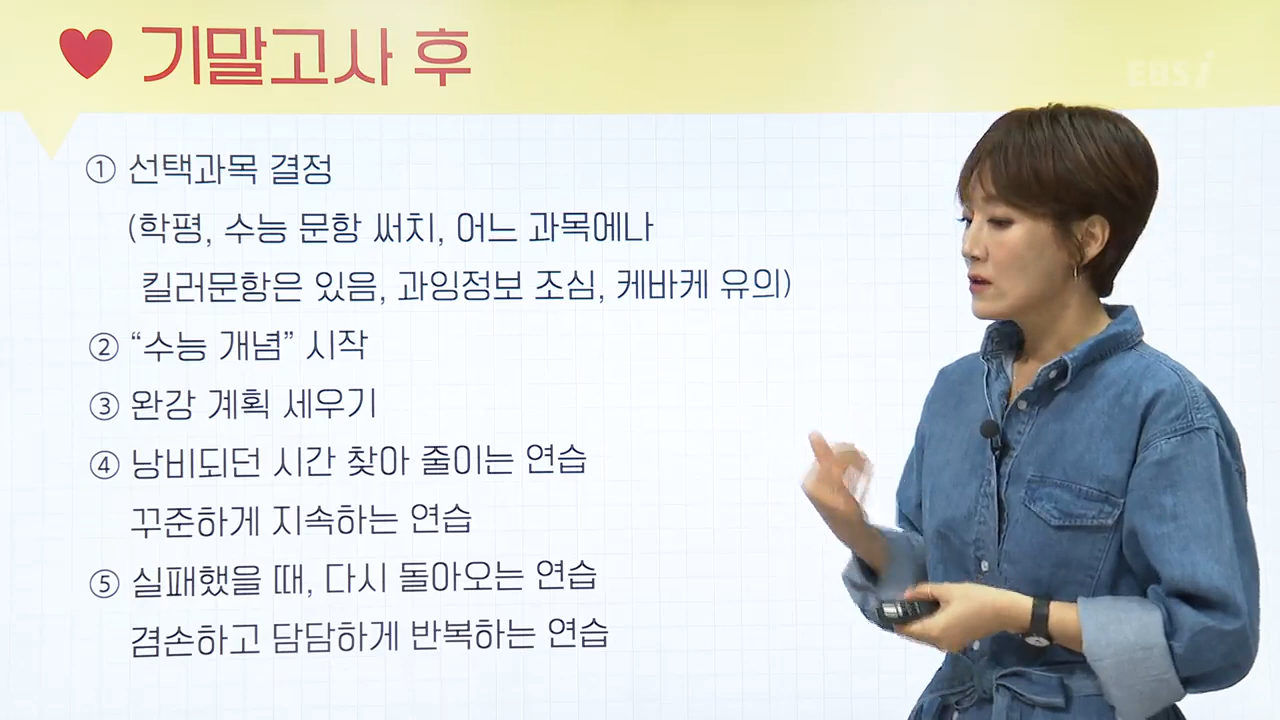 ♥ 기말고사 후
EBSi
① 선택과목 결정
(학평, 수능 문항 써치, 어느 과목에나
킬러문항은 있음, 과잉정보 조심, 케바케 유의)
② “수능 개념” 시작
③ 완강 계획 세우기
④ 낭비되던 시간 찾아 줄이는 연습
꾸준하게 지속하는 연습
⑤ 실패했을 때, 다시 돌아오는 연습
겸손하고 담담하게 반복하는 연습